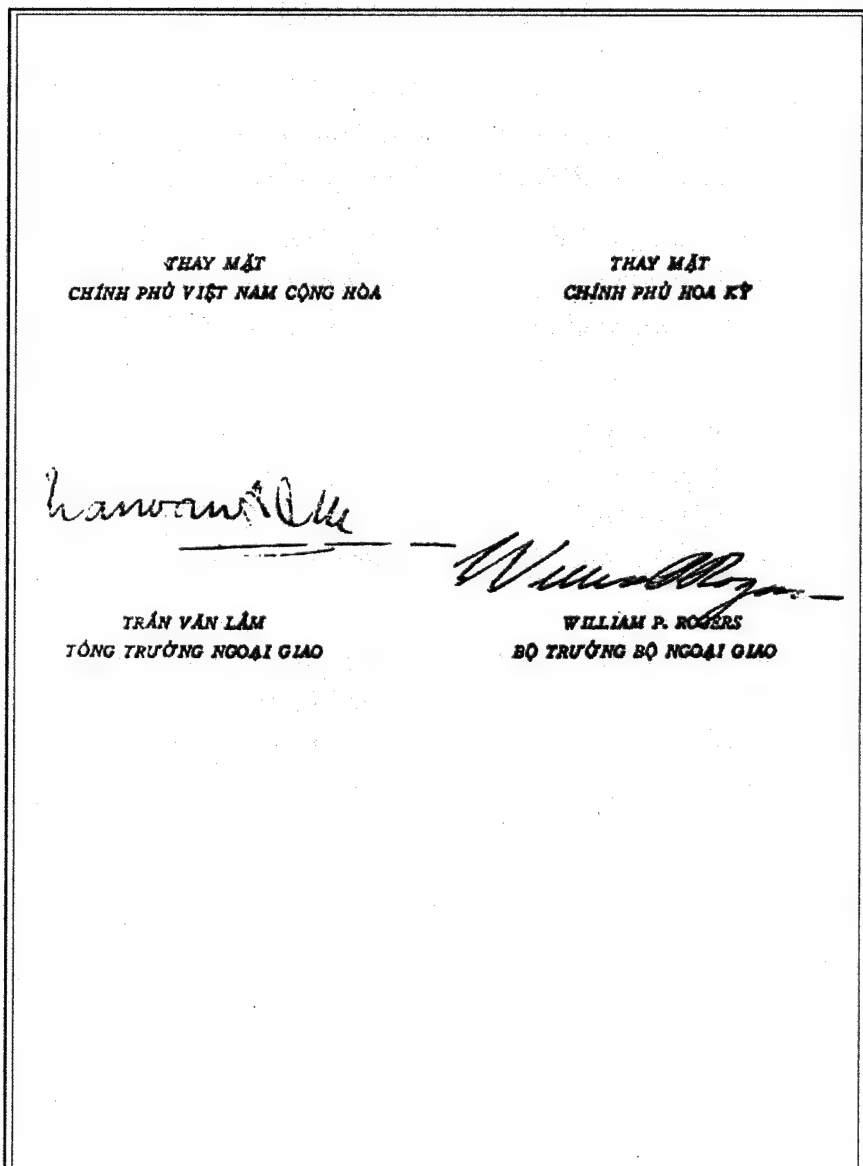 THAY MẶT
CHÍNH PHỦ VIỆT NAM CỘNG HÒA
THAY MẶT
CHÍNH PHỦ HOA KỲ
TRẦN VĂN LẮM
TỔNG TRƯỞNG NGOẠI GIAO
WILLIAM P. ROGERS
BỘ TRƯỞNG BỘ NGOẠI GIAO